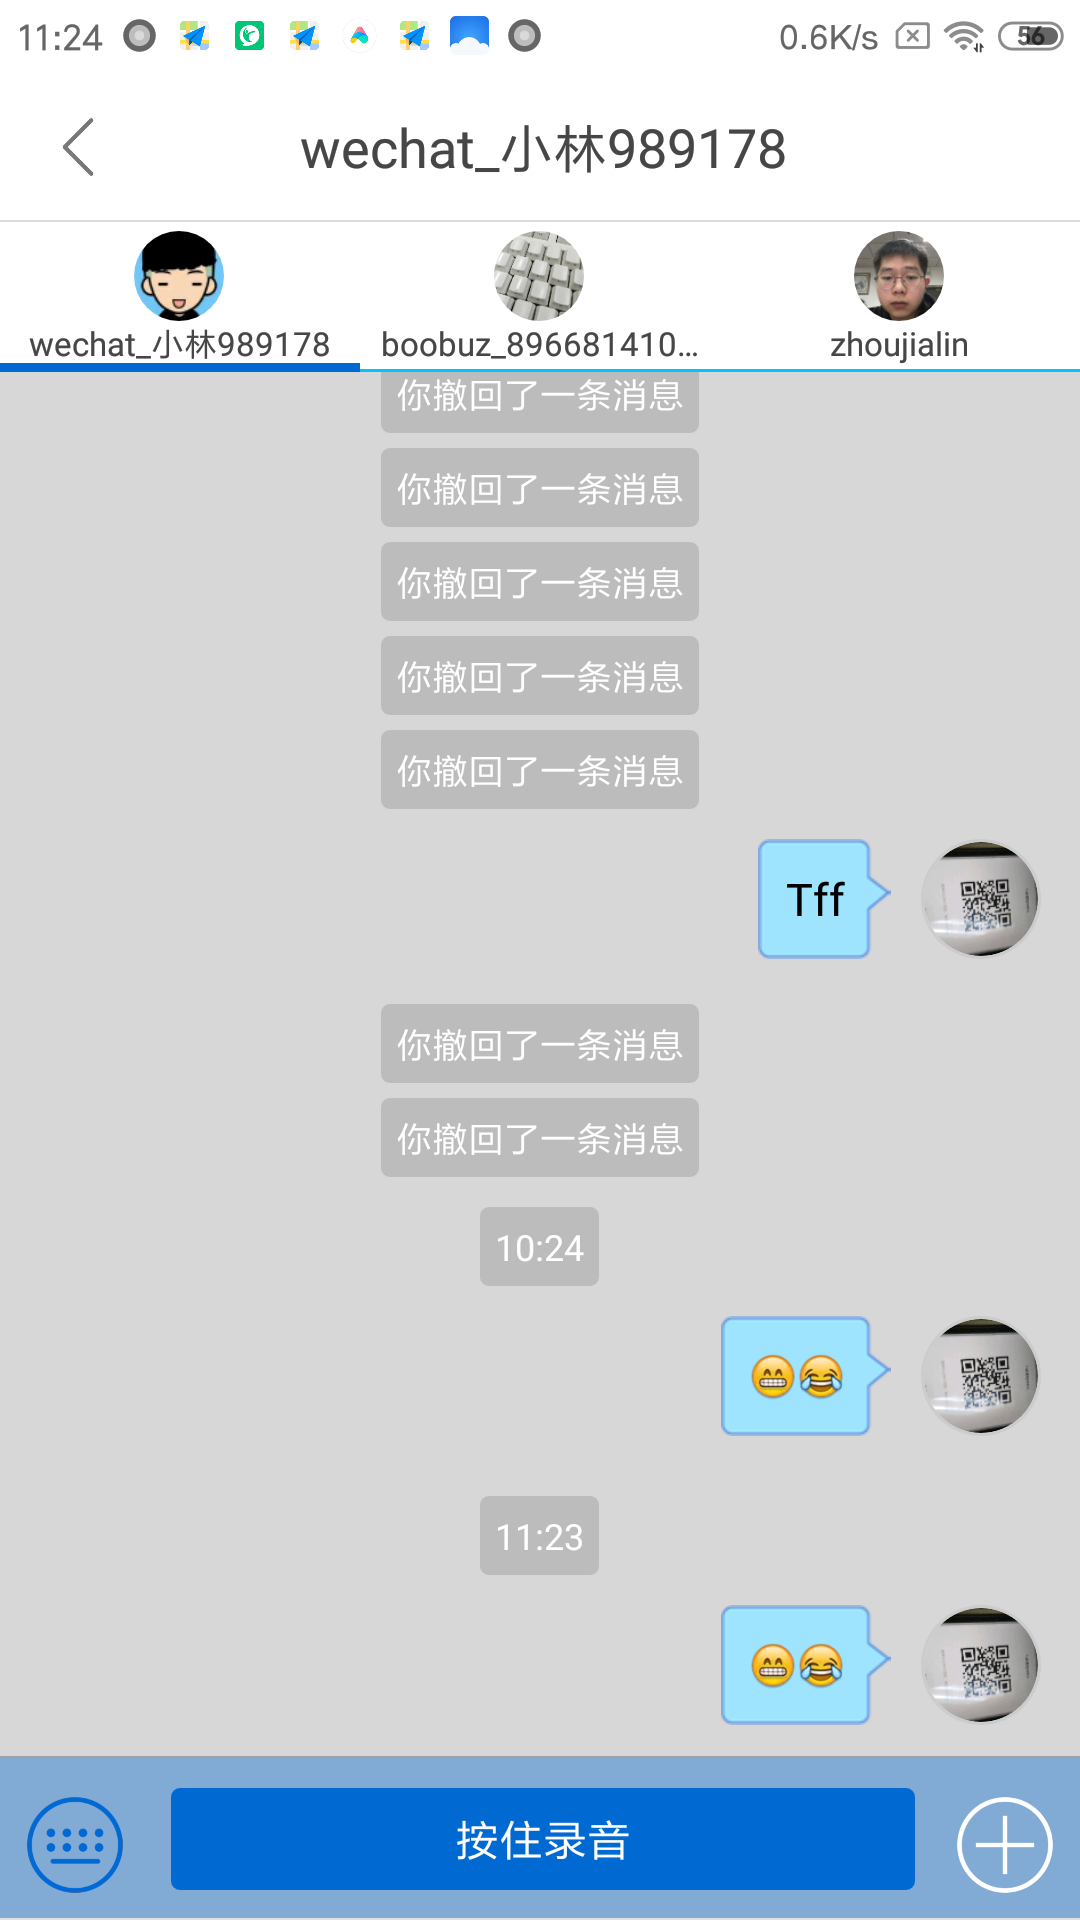 11:24
0.6K/s
56
wechat_小林989178
wechat_小林989178
boobuz_896681410...
zhoujialin
你撤回了一条消息
你撤回了一条消息
你撤回了一条消息
你撤回了一条消息
你撤回了一条消息
Tff
你撤回了一条消息
你撤回了一条消息
10:24
😁😂
11:23
😁😂
按住录音